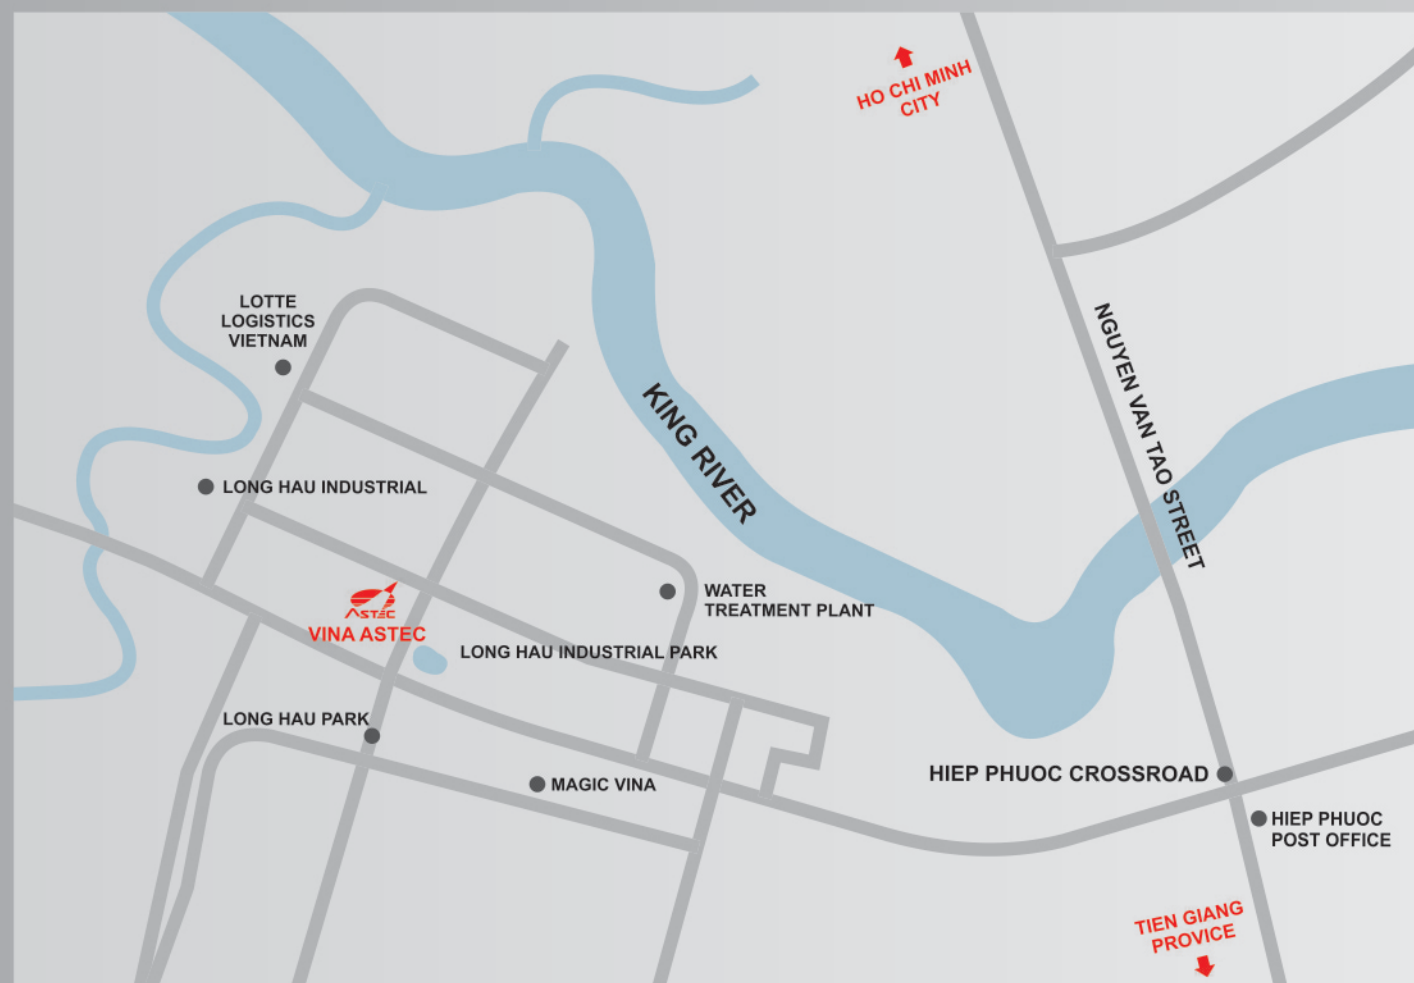 HO CHI MINH
CITY
LOTTE
LOGISTICS
VIETNAM
NGUYEN VAN TAO STREET
KING RIVER
LONG HAU INDUSTRIAL
ASTEC
VINA ASTEC
WATER
TREATMENT PLANT
LONG HAU INDUSTRIAL PARK
LONG HAU PARK
MAGIC VINA
HIEP PHUOC CROSSROAD
HIEP PHUOC
POST OFFICE
TIEN GIANG
PROVICE